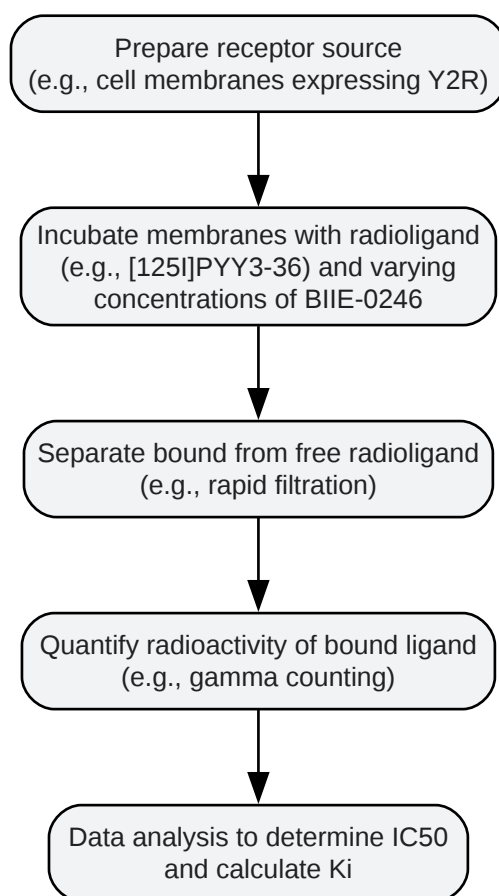 Prepare receptor source
(e.g., cell membranes expressing Y2R)
Incubate membranes with radioligand
(e.g., [125I]PYY3-36) and varying
concentrations of BIIE-0246
Separate bound from free radioligand
(e.g., rapid filtration)
Quantify radioactivity of bound ligand
(e.g., gamma counting)
Data analysis to determine IC50
and calculate Ki